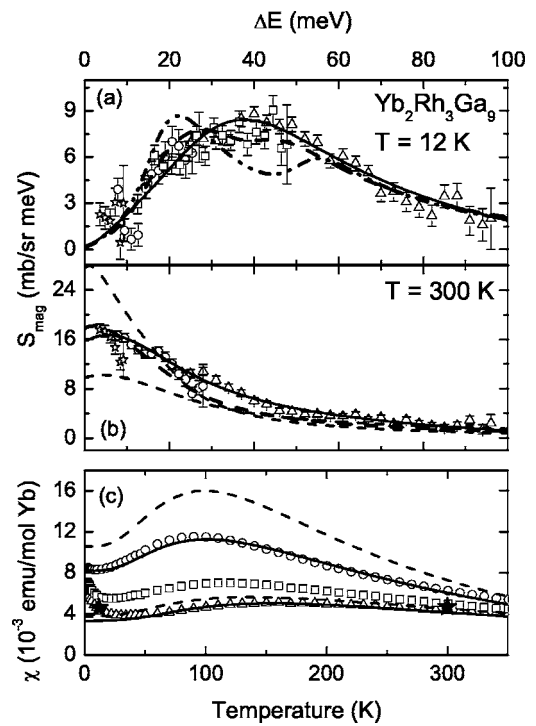 ΔE (meV)
0 20 40 60 80 100
(a)
Yb₂Rh₃Ga₉
T = 12 K
9
6
3
0
S_mag (mb/sr meV)
T = 300 K
24
16
8
0
(b)
(c)
16
12
8
4
0
χ (10⁻³ emu/mol Yb)
0 100 200 300
Temperature (K)